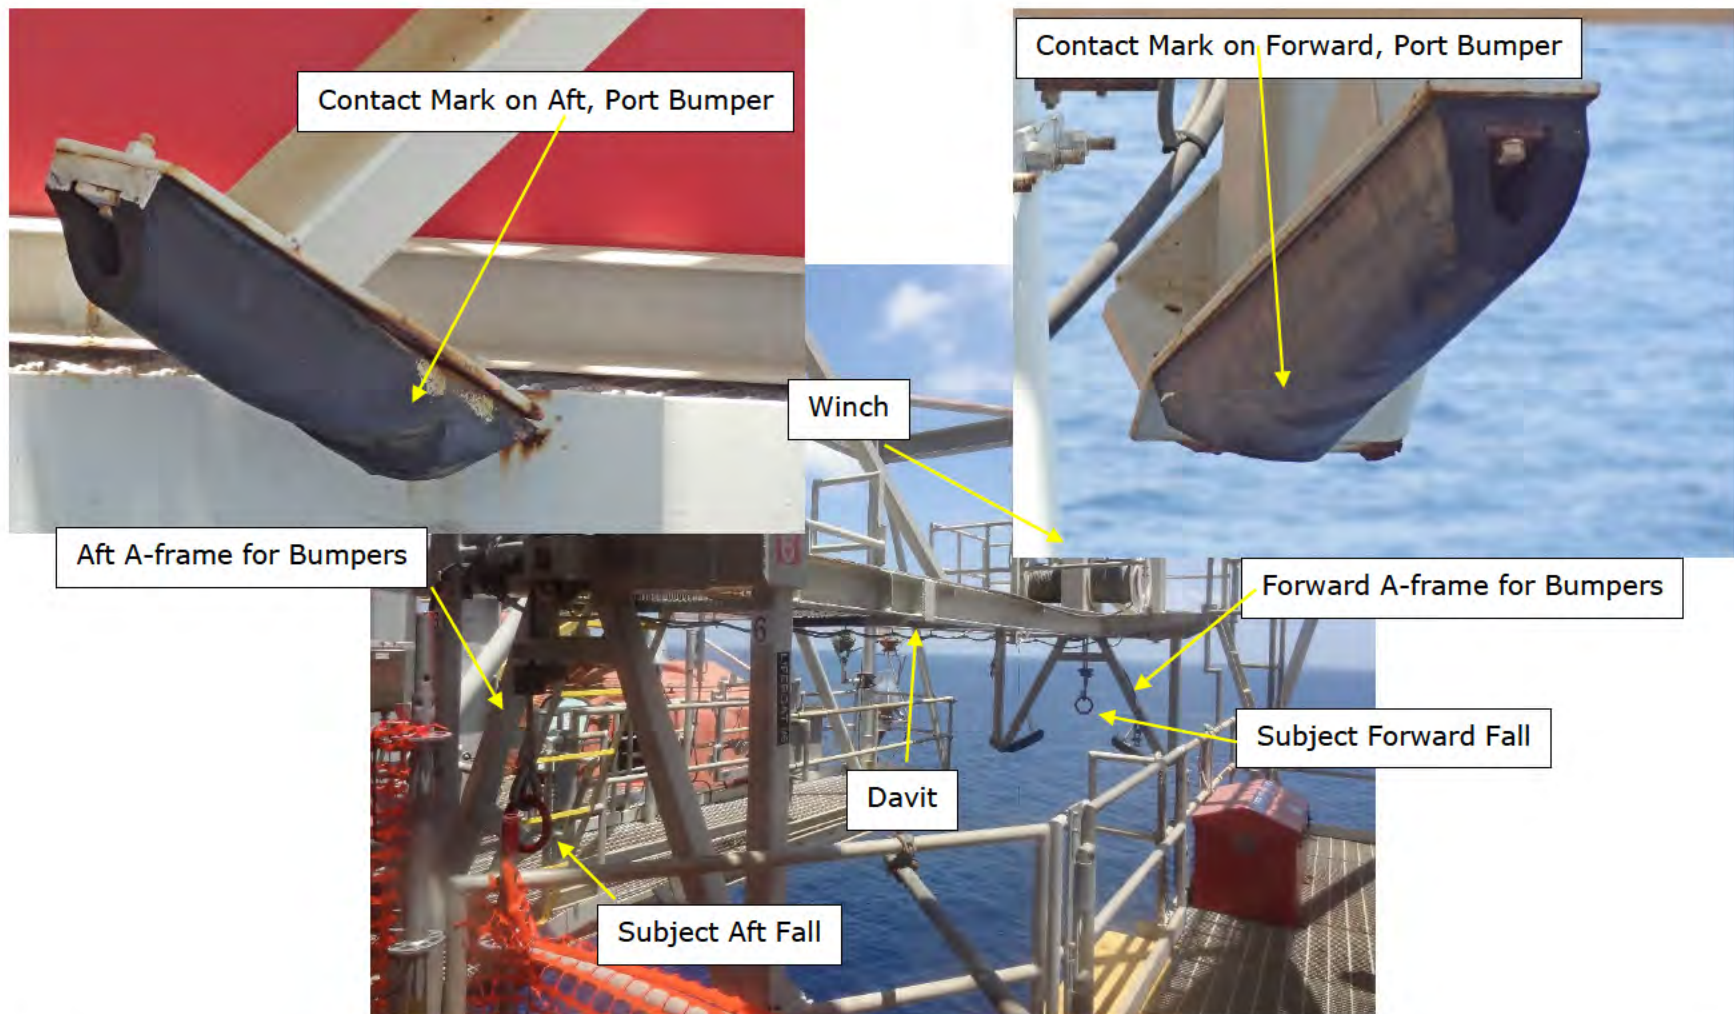 Contact Mark on Aft, Port Bumper
Contact Mark on Forward, Port Bumper
Winch
Aft A-frame for Bumpers
Forward A-frame for Bumpers
Subject Forward Fall
Davit
Subject Aft Fall
6